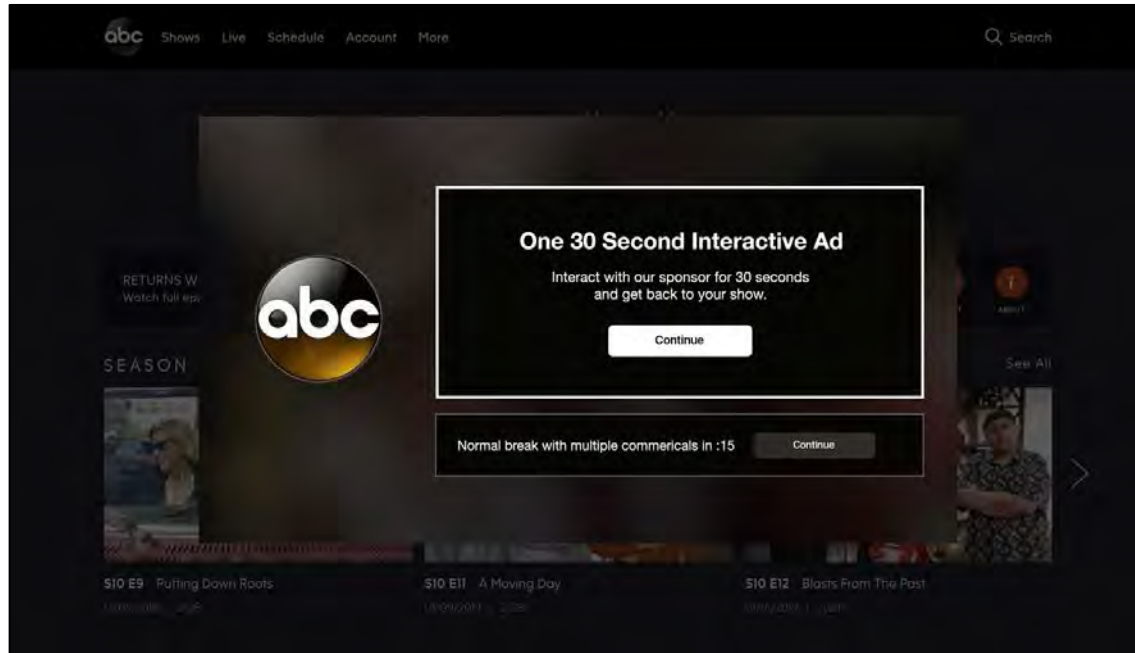 abc Shows Live Schedule Account More Search
One 30 Second Interactive Ad
Interact with our sponsor for 30 seconds
and get back to your show.
Continue
abc
RETURNS W
Watch full epi
ABOUT
SEASON See All
Normal break with multiple commericals in :15 Continue
S10 E9 Putting Down Roots S10 E11 A Moving Day S10 E12 Blasts From The Past